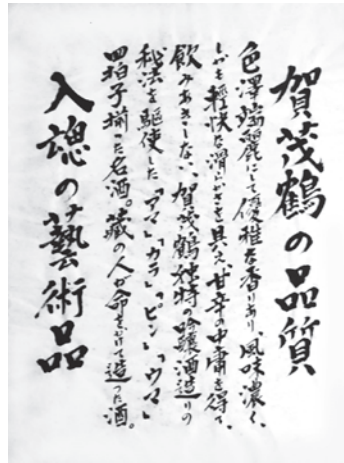 賀茂鶴の品質
色澤端麗にて優雅な香りあり、風味濃く、
しかも軽快な滑らかさを具え、甘辛の中庸を得て、
飲みあきしない、賀茂鶴独特の吟醸酒造りの
秘法を駆使した「アマ」「カラ」「ピン」「ウマ」
四拍子揃った名酒。蔵の人が命をかけて造った酒。
入魂の藝術品